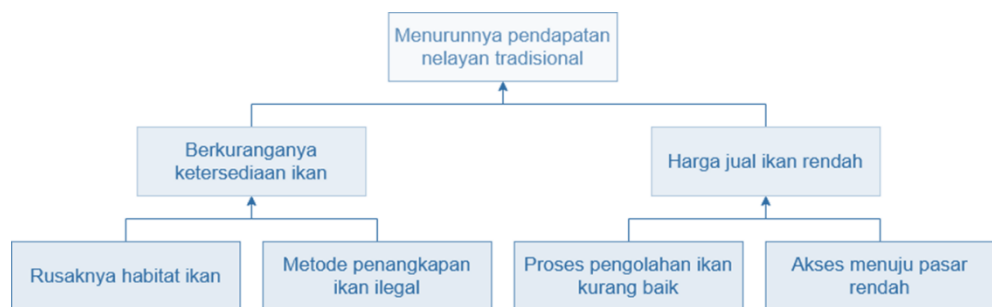 Menurunnya pendapatan
nelayan tradisional
Berkuranganya
ketersediaan ikan
Harga jual ikan rendah
Rusaknya habitat ikan
Metode penangkapan
ikan ilegal
Proses pengolahan ikan
kurang baik
Akses menuju pasar
rendah